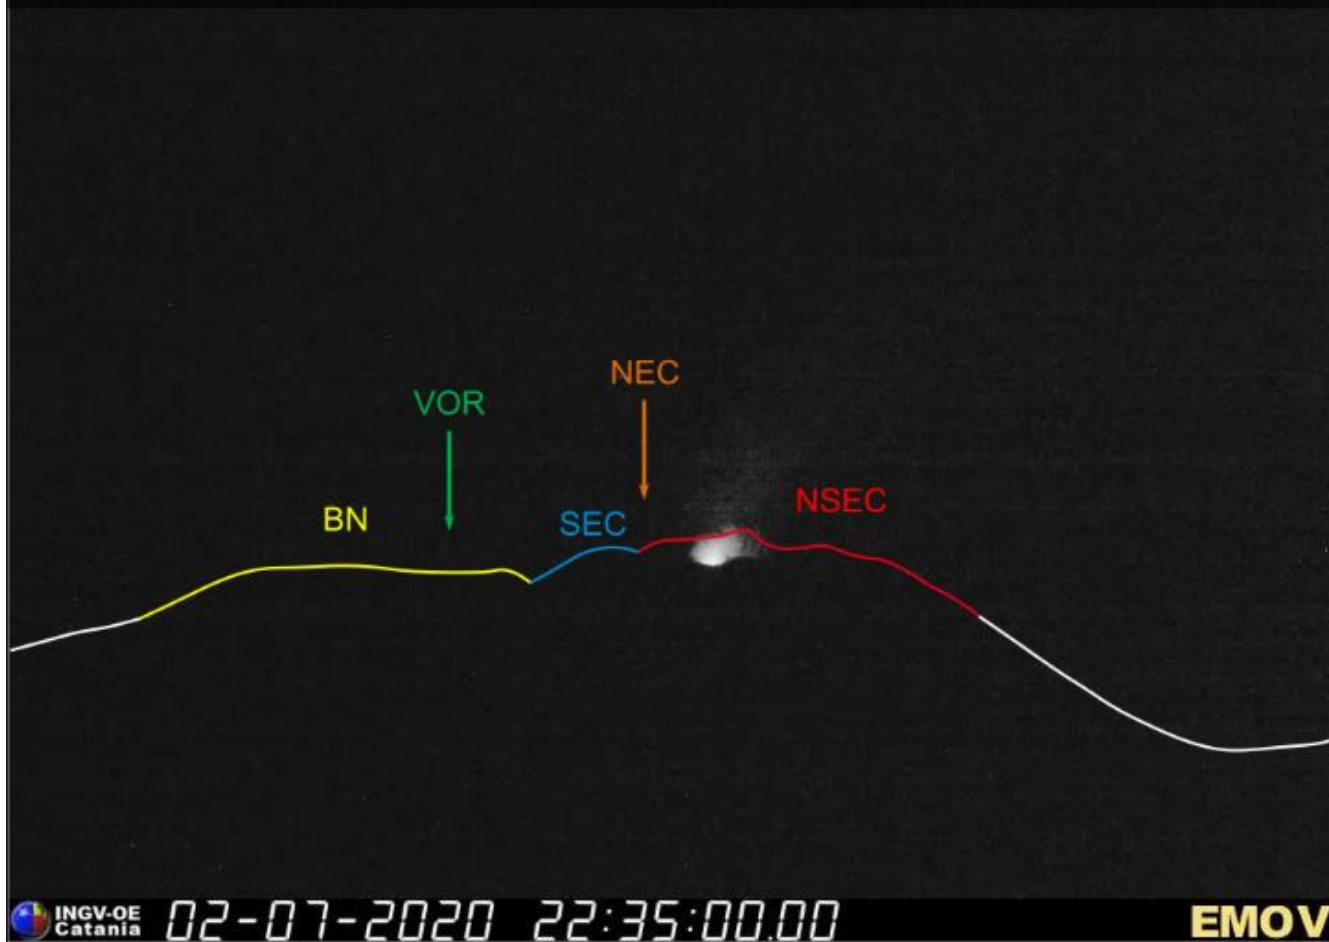 NEC
VOR
NSEC
BN
SEC
INGV-OE
Catania
02-07-2020 22:35:00.00
EMOV